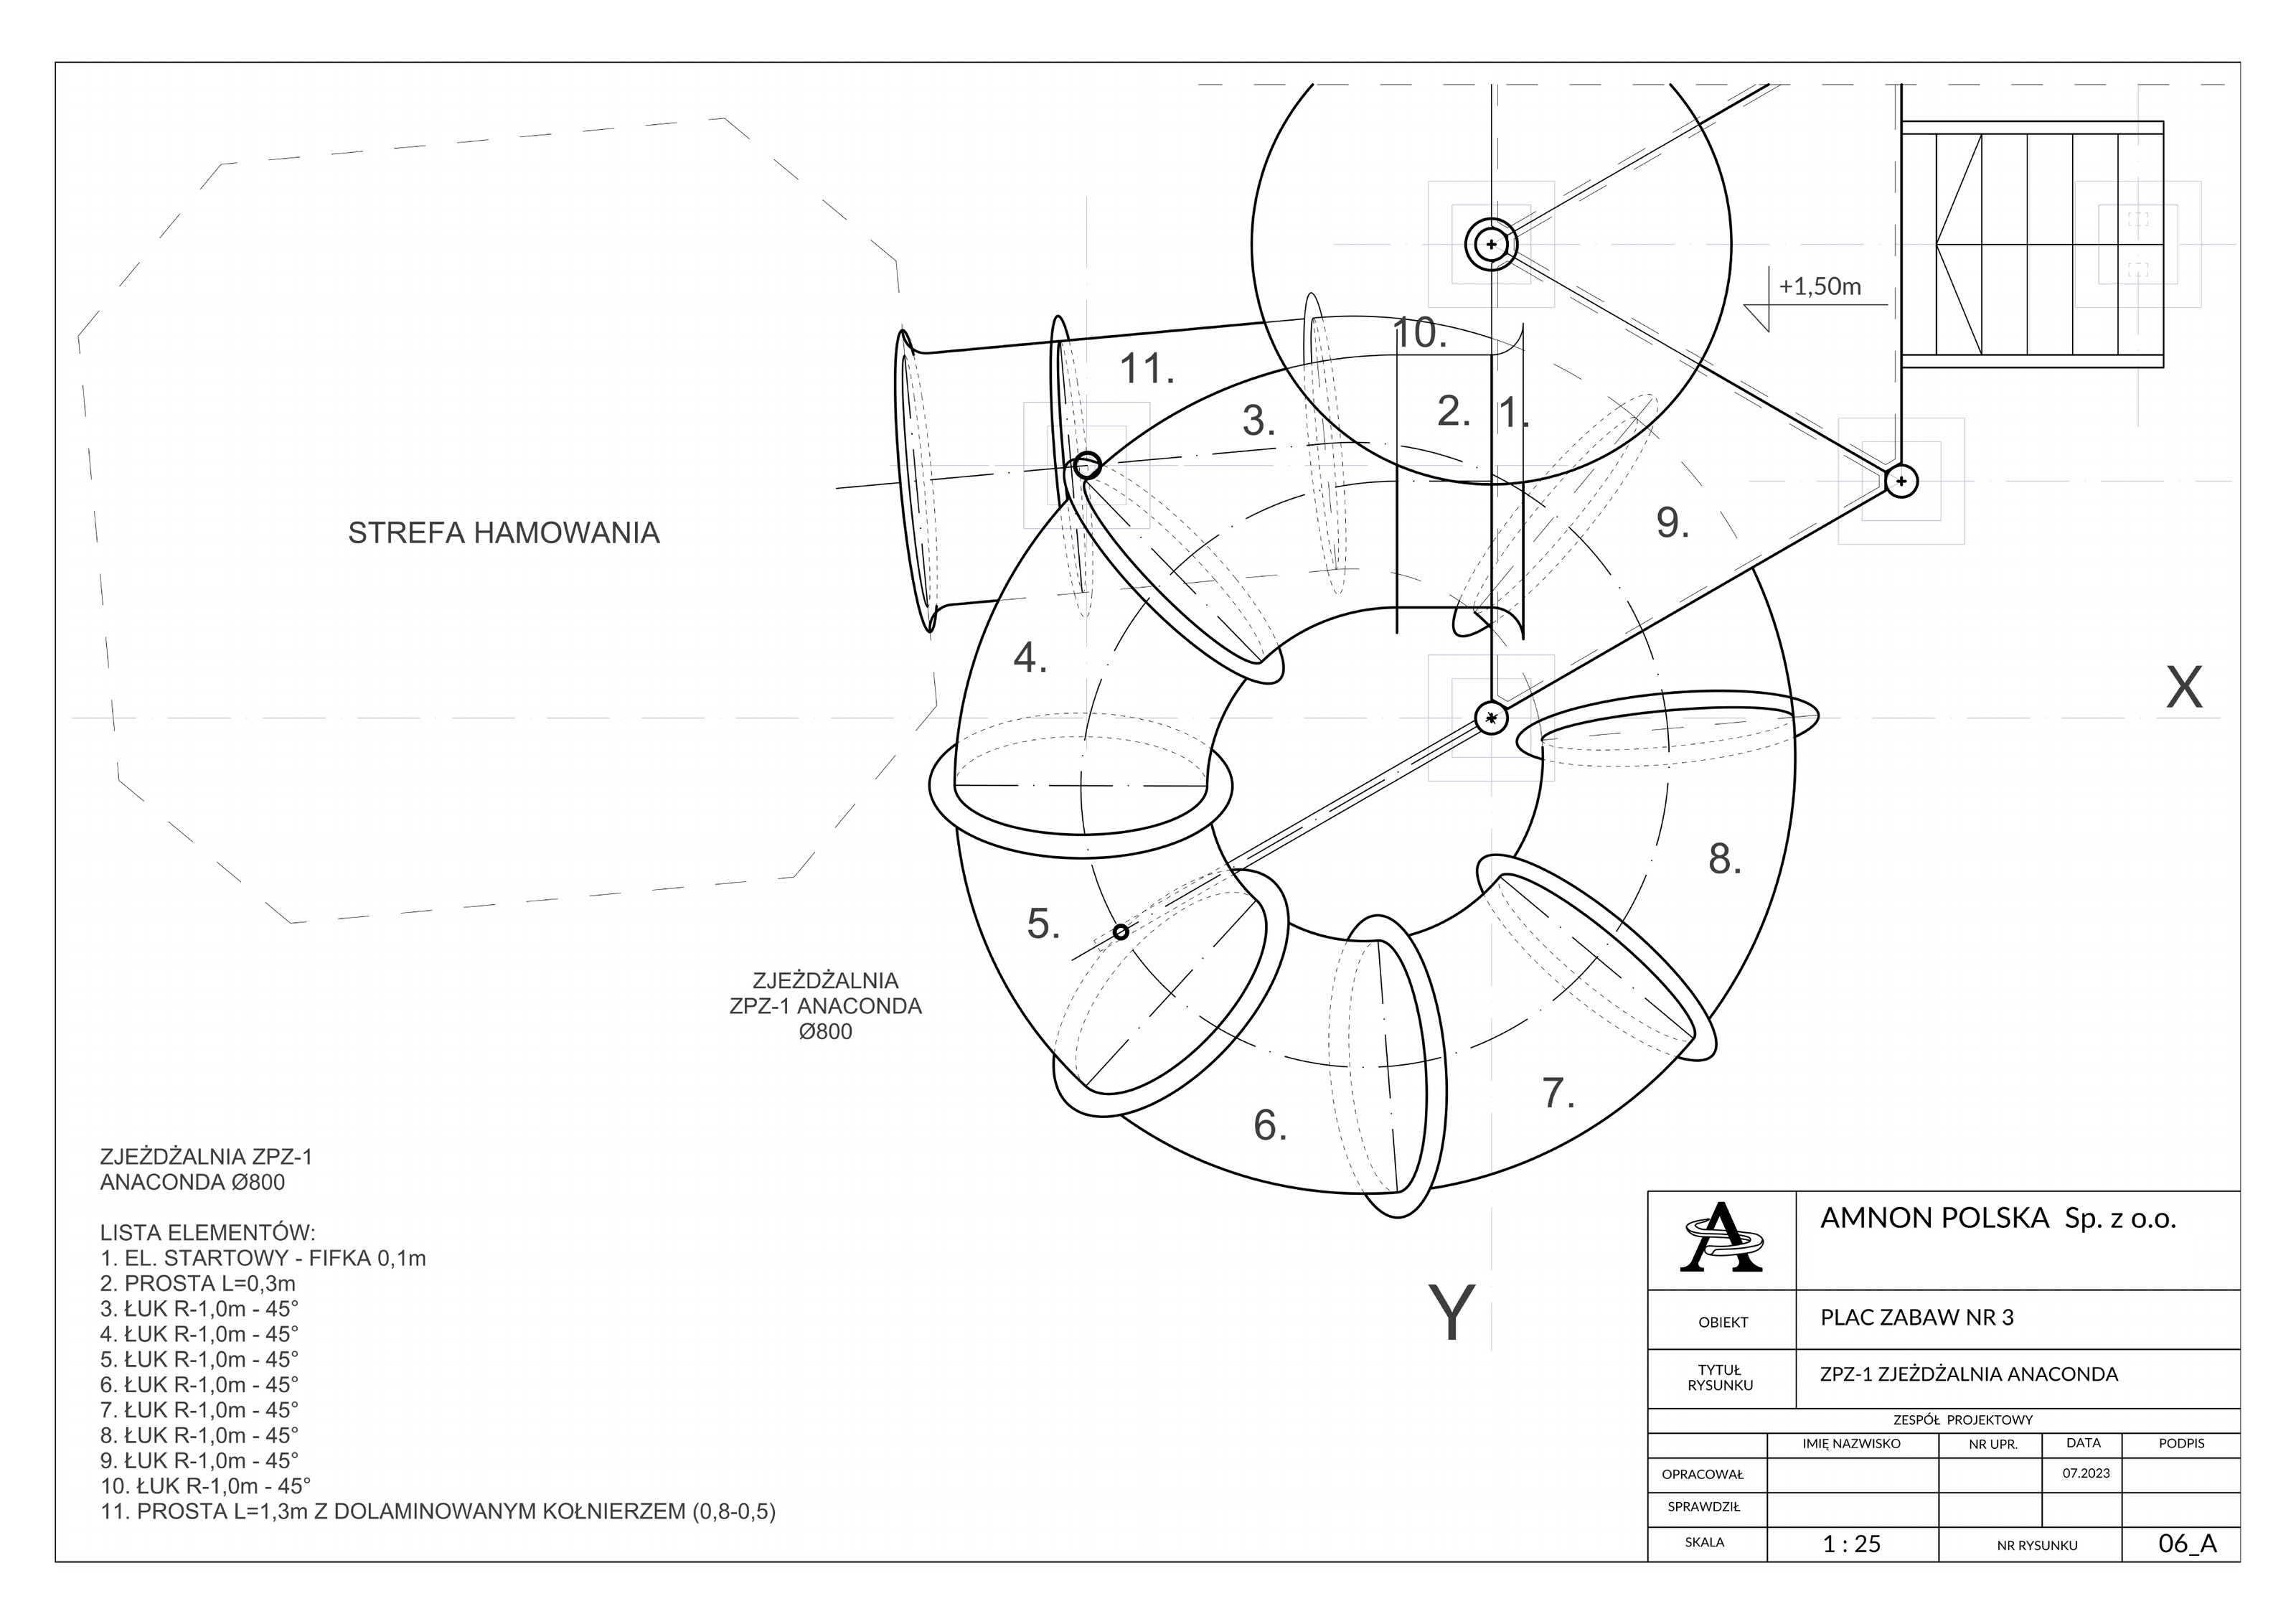 10.
11.
3.
2.
1.
+1,50m
9.
STREFA HAMOWANIA
4.
X
8.
5.
ZJEŻDŻALNIA
ZPZ-1 ANACONDA
Ø800
7.
6.
Y
ZJEŻDŻALNIA ZPZ-1
ANACONDA Ø800
LISTA ELEMENTÓW:
1. EL. STARTOWY - FIFKA 0,1m
2. PROSTA L=0,3m
3. ŁUK R-1,0m - 45°
4. ŁUK R-1,0m - 45°
5. ŁUK R-1,0m - 45°
6. ŁUK R-1,0m - 45°
7. ŁUK R-1,0m - 45°
8. ŁUK R-1,0m - 45°
9. ŁUK R-1,0m - 45°
10. ŁUK R-1,0m - 45°
11. PROSTA L=1,3m Z DOLAMINOWANYM KOŁNIERZEM (0,8-0,5)
A
AMNON POLSKA Sp. z o.o.
OBIEKT
PLAC ZABAW NR 3
TYTUŁ
RYSUNKU
ZPZ-1 ZJEŻDŻALNIA ANACONDA
ZESPÓŁ PROJEKTOWY
IMIĘ NAZWISKO NR UPR. DATA PODPIS
OPRACOWAŁ 07.2023
SPRAWDZIŁ
SKALA 1 : 25 NR RYSUNKU 06_A